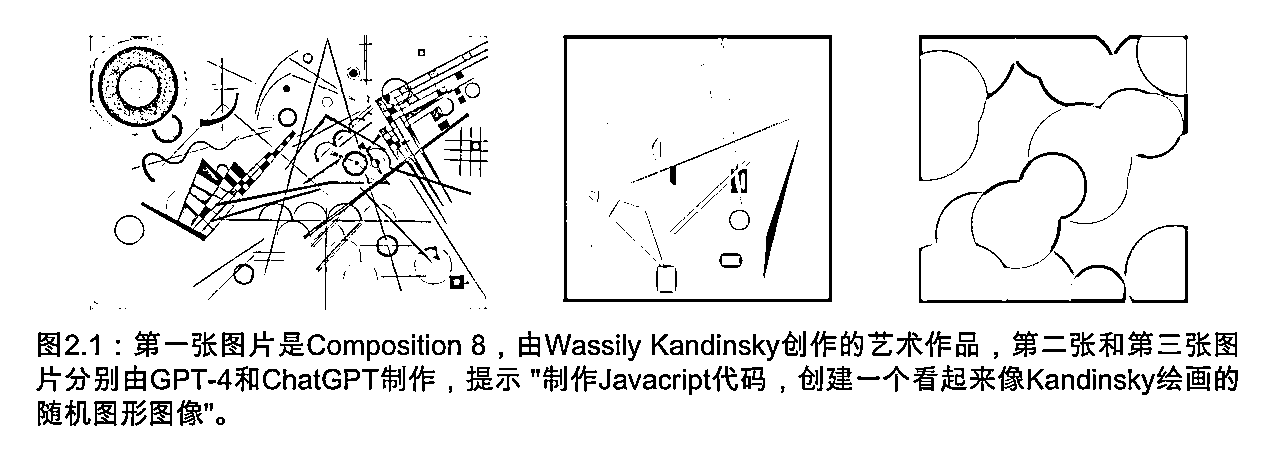 图2.1：第一张图片是Composition 8，由Wassily Kandinsky创作的艺术作品，第二张和第三张图
片分别由GPT-4和ChatGPT制作，提示 "制作Javacript代码，创建一个看起来像Kandinsky绘画的
随机图形图像"。